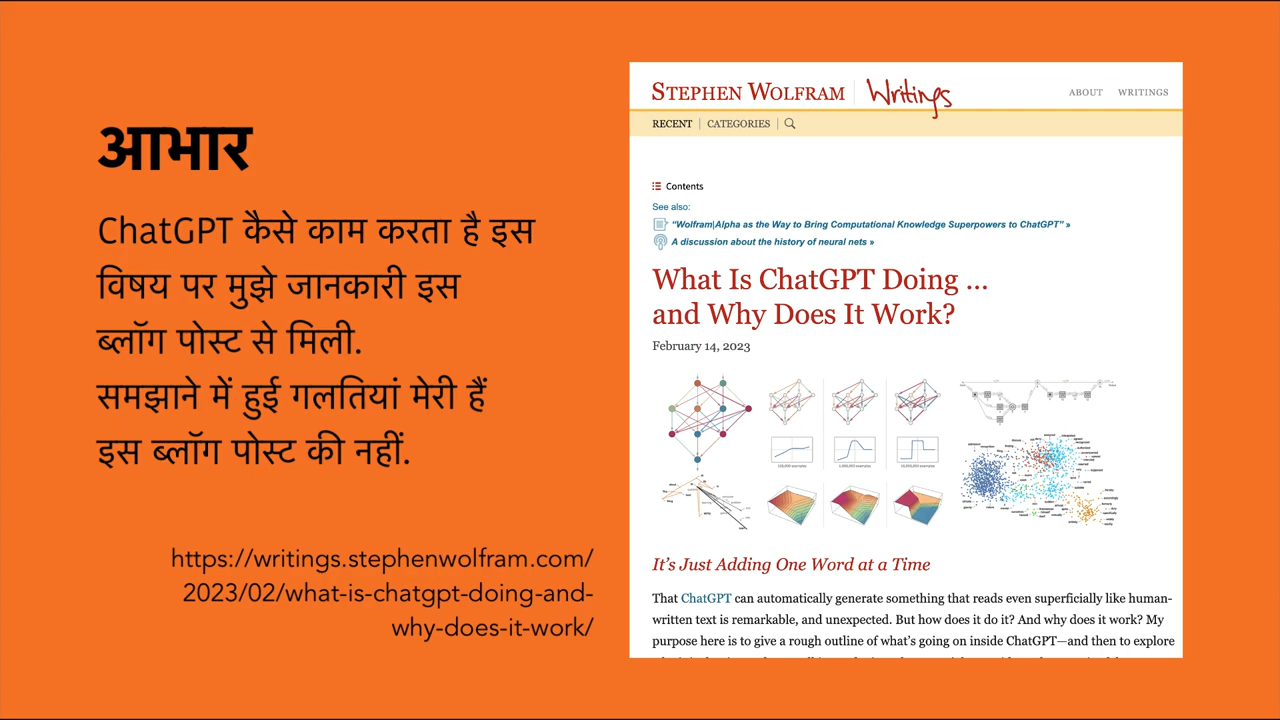 आभार
ChatGPT कैसे काम करता है इस
विषय पर मुझे जानकारी इस
ब्लॉग पोस्ट से मिली.
समझाने में हुई गलतियां मेरी हैं
इस ब्लॉग पोस्ट की नहीं.
https://writings.stephenwolfram.com/
2023/02/what-is-chatgpt-doing-and-
why-does-it-work/
STEPHEN WOLFRAM Writings
ABOUT WRITINGS
RECENT | CATEGORIES |
Contents
See also:
“Wolfram|Alpha as the Way to Bring Computational Knowledge Superpowers to ChatGPT” »
A discussion about the history of neural nets »
What Is ChatGPT Doing …
and Why Does It Work?
February 14, 2023
It’s Just Adding One Word at a Time
That ChatGPT can automatically generate something that reads even superficially like human-
written text is remarkable, and unexpected. But how does it do it? And why does it work? My
purpose here is to give a rough outline of what’s going on inside ChatGPT—and then to explore